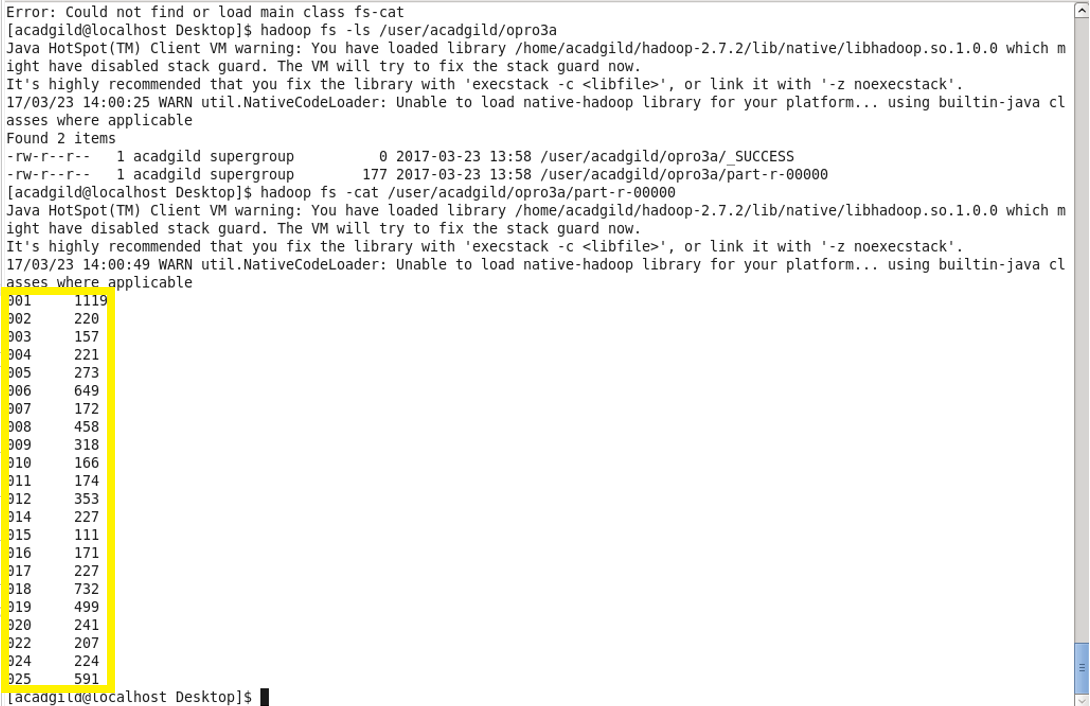 Error: Could not find or load main class fs-cat
[acadgild@localhost Desktop]$ hadoop fs -ls /user/acadgild/opro3a
Java HotSpot(TM) Client VM warning: You have loaded library /home/acadgild/hadoop-2.7.2/lib/native/libhadoop.so.1.0.0 which m
ight have disabled stack guard. The VM will try to fix the stack guard now.
It's highly recommended that you fix the library with 'execstack -c <libfile>', or link it with '-z noexecstack'.
17/03/23 14:00:25 WARN util.NativeCodeLoader: Unable to load native-hadoop library for your platform... using builtin-java cl
asses where applicable
Found 2 items
-rw-r--r--   1 acadgild supergroup          0 2017-03-23 13:58 /user/acadgild/opro3a/_SUCCESS
-rw-r--r--   1 acadgild supergroup        177 2017-03-23 13:58 /user/acadgild/opro3a/part-r-00000
[acadgild@localhost Desktop]$ hadoop fs -cat /user/acadgild/opro3a/part-r-00000
Java HotSpot(TM) Client VM warning: You have loaded library /home/acadgild/hadoop-2.7.2/lib/native/libhadoop.so.1.0.0 which m
ight have disabled stack guard. The VM will try to fix the stack guard now.
It's highly recommended that you fix the library with 'execstack -c <libfile>', or link it with '-z noexecstack'.
17/03/23 14:00:49 WARN util.NativeCodeLoader: Unable to load native-hadoop library for your platform... using builtin-java cl
asses where applicable
001     1119
002     220
003     157
004     221
005     273
006     649
007     172
008     458
009     318
010     166
011     174
012     353
014     227
015     111
016     171
017     227
018     732
019     499
020     241
022     207
024     224
025     591
[acadgild@localhost Desktop]$